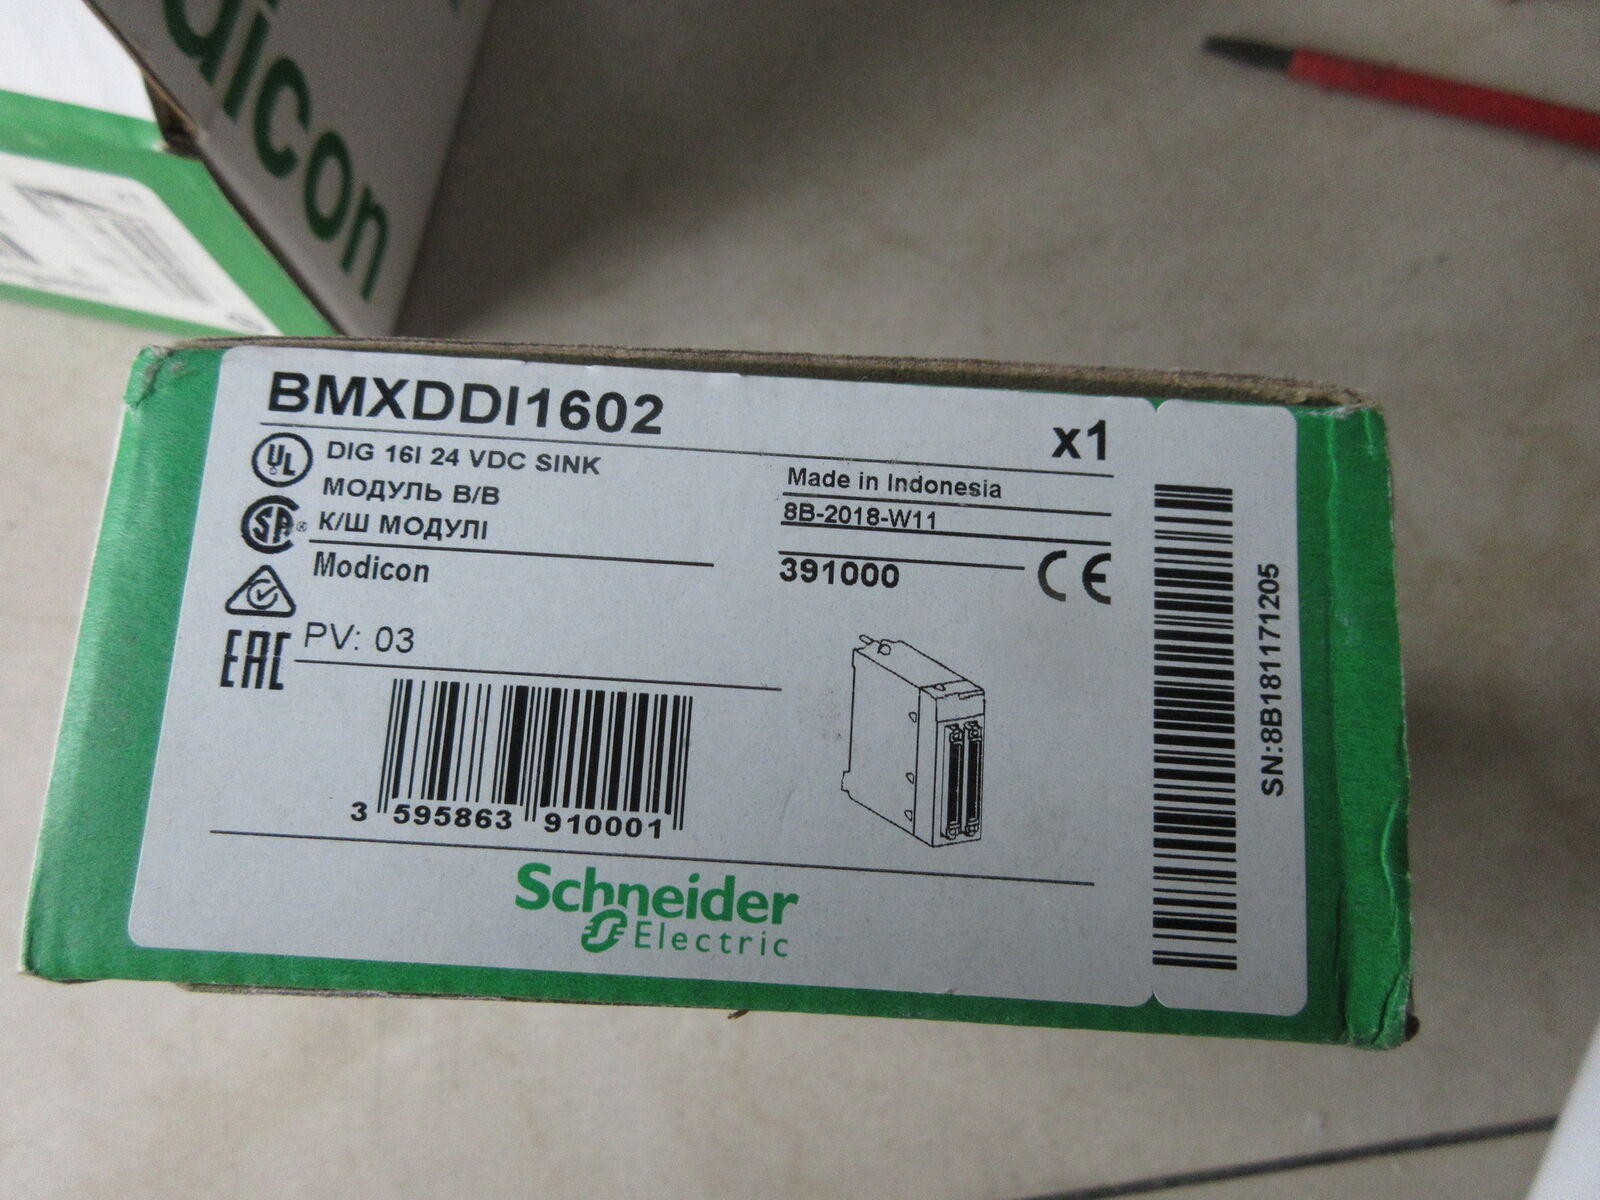 dicon
BMXDDI1602
x1
UL
DIG 16I 24 VDC SINK
МОДУЛЬ В/В
К/Ш МОДУЛІ
Modicon
Made in Indonesia
8B-2018-W11
391000
CE
EAC
PV: 03
3 595863 910001
SN:8B181171205
Schneider
Electric